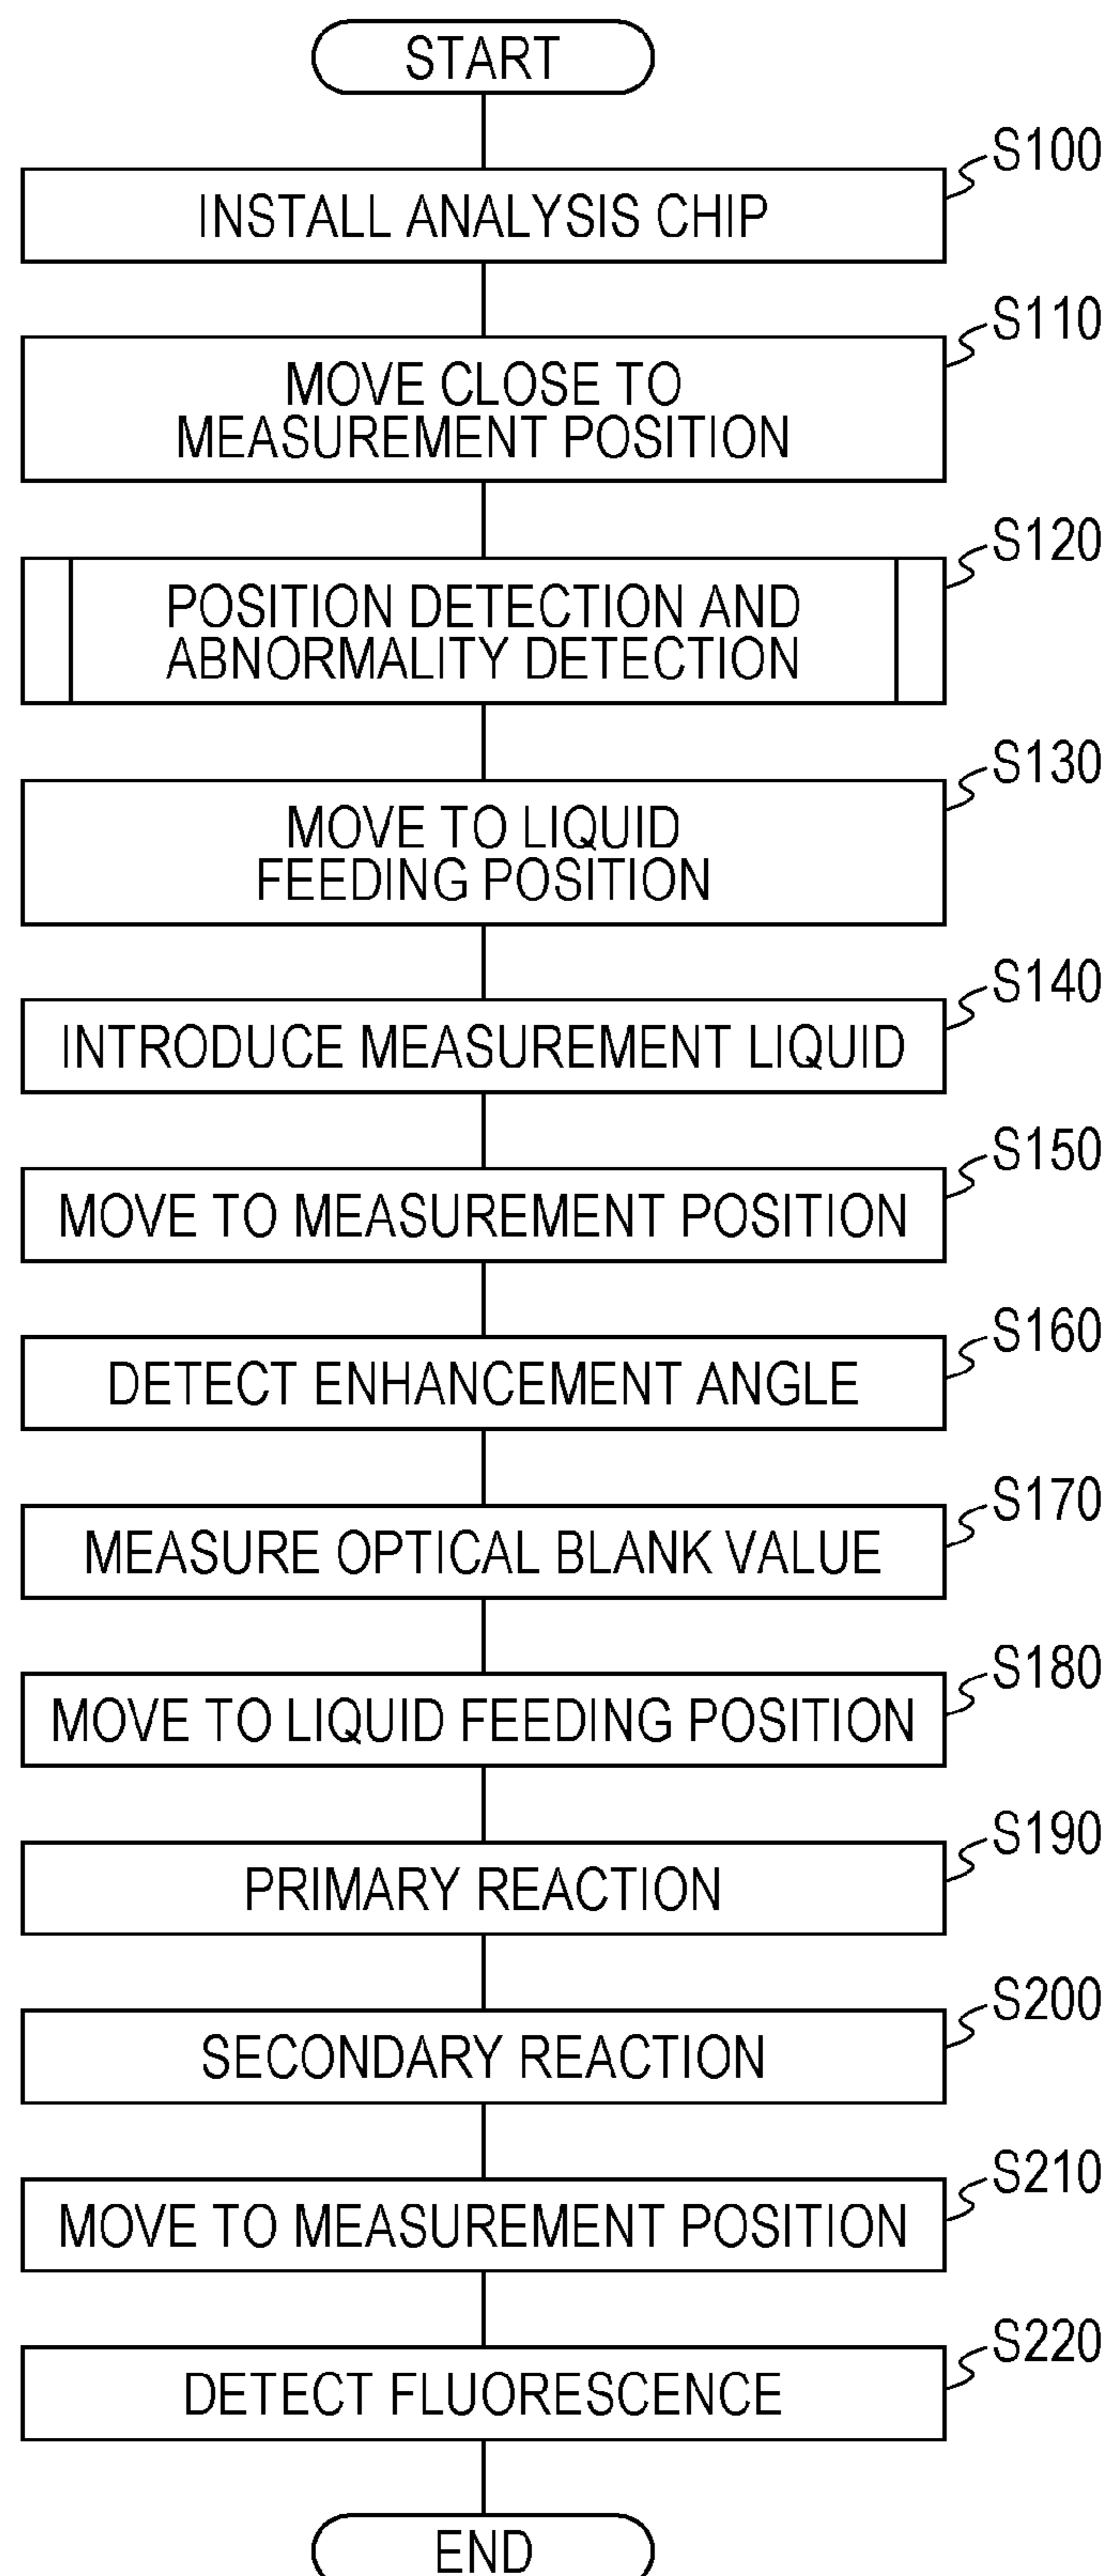 START
S100
INSTALL ANALYSIS CHIP
S110
MOVE CLOSE TO
MEASUREMENT POSITION
S120
POSITION DETECTION AND
ABNORMALITY DETECTION
S130
MOVE TO LIQUID
FEEDING POSITION
S140
INTRODUCE MEASUREMENT LIQUID
S150
MOVE TO MEASUREMENT POSITION
S160
DETECT ENHANCEMENT ANGLE
S170
MEASURE OPTICAL BLANK VALUE
S180
MOVE TO LIQUID FEEDING POSITION
S190
PRIMARY REACTION
S200
SECONDARY REACTION
S210
MOVE TO MEASUREMENT POSITION
S220
DETECT FLUORESCENCE
END